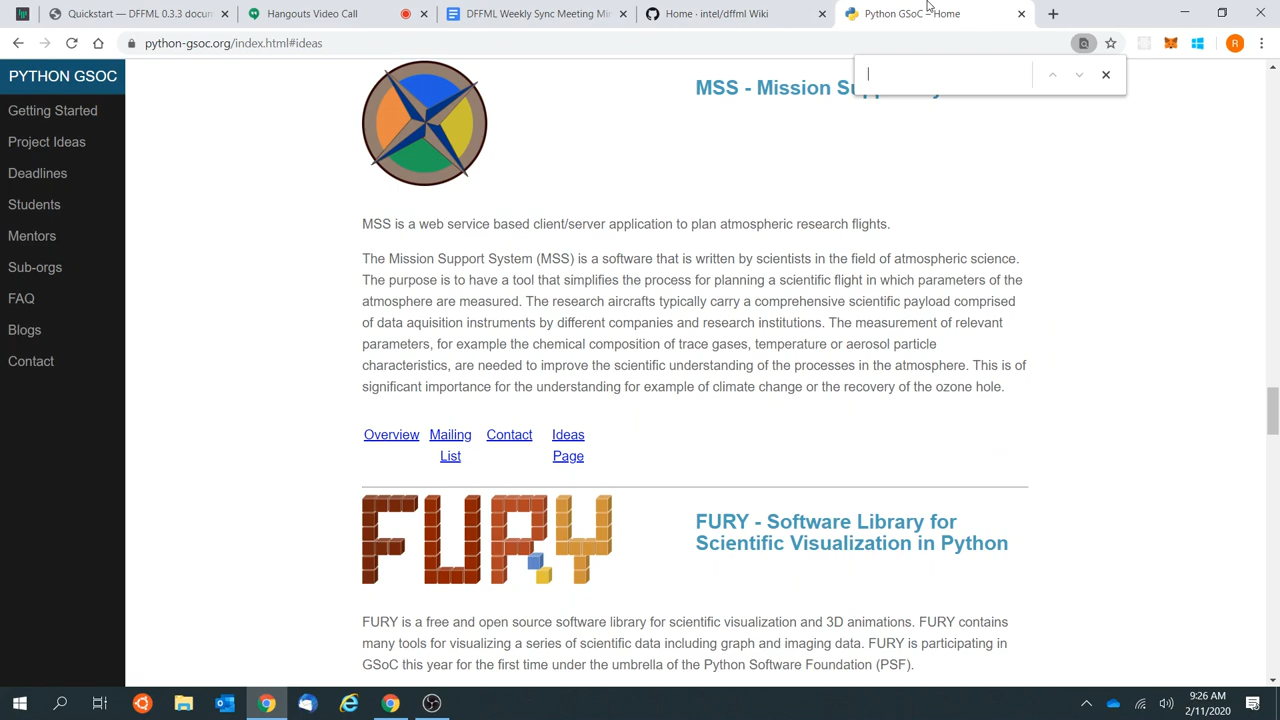 Quickstart — DFFML 0.3.3 docum
Hangouts Video Call
DFFML Weekly Sync Meeting Mi
Home · intel/dffml Wiki
Python GSoC – Home
python-gsoc.org/index.html#ideas
R
PYTHON GSOC
Getting Started
Project Ideas
Deadlines
Students
Mentors
Sub-orgs
FAQ
Blogs
Contact
MSS - Mission
MSS is a web service based client/server application to plan atmospheric research flights.
The Mission Support System (MSS) is a software that is written by scientists in the field of atmospheric science.
The purpose is to have a tool that simplifies the process for planning a scientific flight in which parameters of the
atmosphere are measured. The research aircrafts typically carry a comprehensive scientific payload comprised
of data aquisition instruments by different companies and research institutions. The measurement of relevant
parameters, for example the chemical composition of trace gases, temperature or aerosol particle
characteristics, are needed to improve the scientific understanding of the processes in the atmosphere. This is of
significant importance for the understanding for example of climate change or the recovery of the ozone hole.
Overview Mailing List Contact Ideas Page
FURY
FURY - Software Library for
Scientific Visualization in Python
FURY is a free and open source software library for scientific visualization and 3D animations. FURY contains
many tools for visualizing a series of scientific data including graph and imaging data. FURY is participating in
GSoC this year for the first time under the umbrella of the Python Software Foundation (PSF).
9:26 AM
2/11/2020